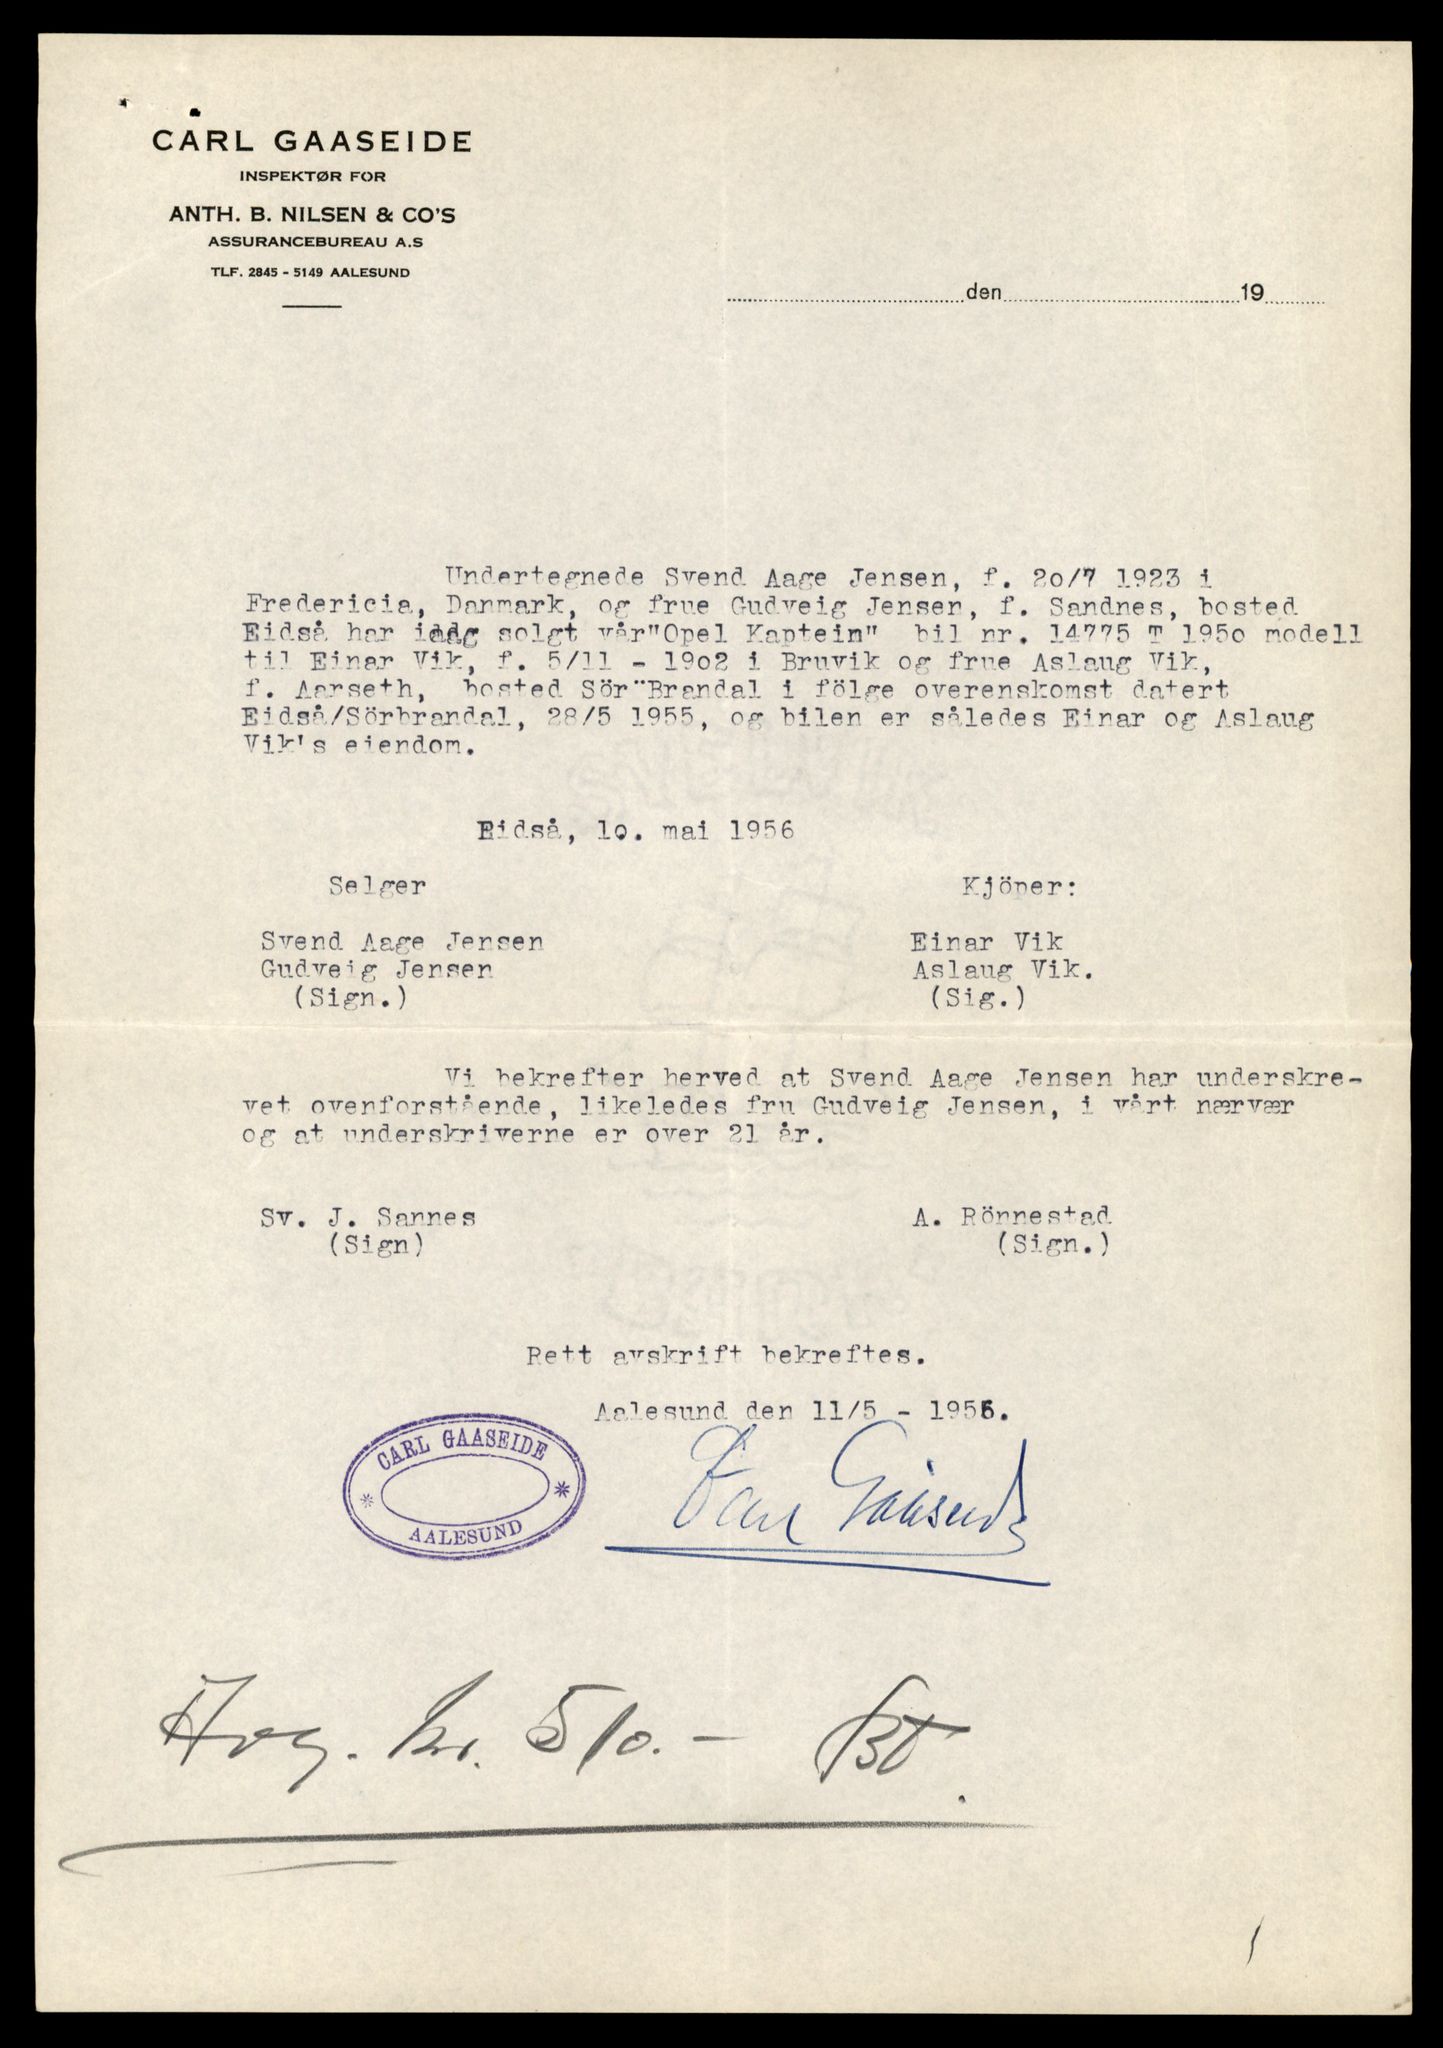 CARL GAASEIDE
INSPEKTØR FOR
ANTH. B. NILSEN & CO'S
ASSURANCEBUREAU A.S
TLF. 2845 - 5149 AALESUND
den 19
Undertegnede Svend Aage Jensen, f. 20/7 1923 i
Fredericia, Danmark, og frue Gudveig Jensen, f. Sandnes, bosted
Eidså har idag solgt vår"Opel Kaptein" bil nr. 14775 T 1950 modell
til Einar Vik, f. 5/11 - 1902 i Bruvik og frue Aslaug Vik,
f. Aarseth, bosted Sör¨Brandal i fölge overenskomst datert
Eidså/Sörbrandal, 28/5 1955, og bilen er således Einar og Aslaug
Vik's eiendom.
Eidså, 10. mai 1956
Selger Kjöper:
Svend Aage Jensen Einar Vik
Gudveig Jensen Aslaug Vik.
(Sign.) (Sig.)
Vi bekrefter herved at Svend Aage Jensen har underskre-
vet ovenforstående, likeledes fru Gudveig Jensen, i vårt nærvær
og at underskriverne er over 21 år.
Sv. J. Sannes A. Rönnestad
(Sign) (Sign.)
Rett avskrift bekreftes.
Aalesund den 11/5 - 1956.
CARL GAASEIDE
* *
AALESUND
Carl Gaaseide
Avg. kr. 510.-